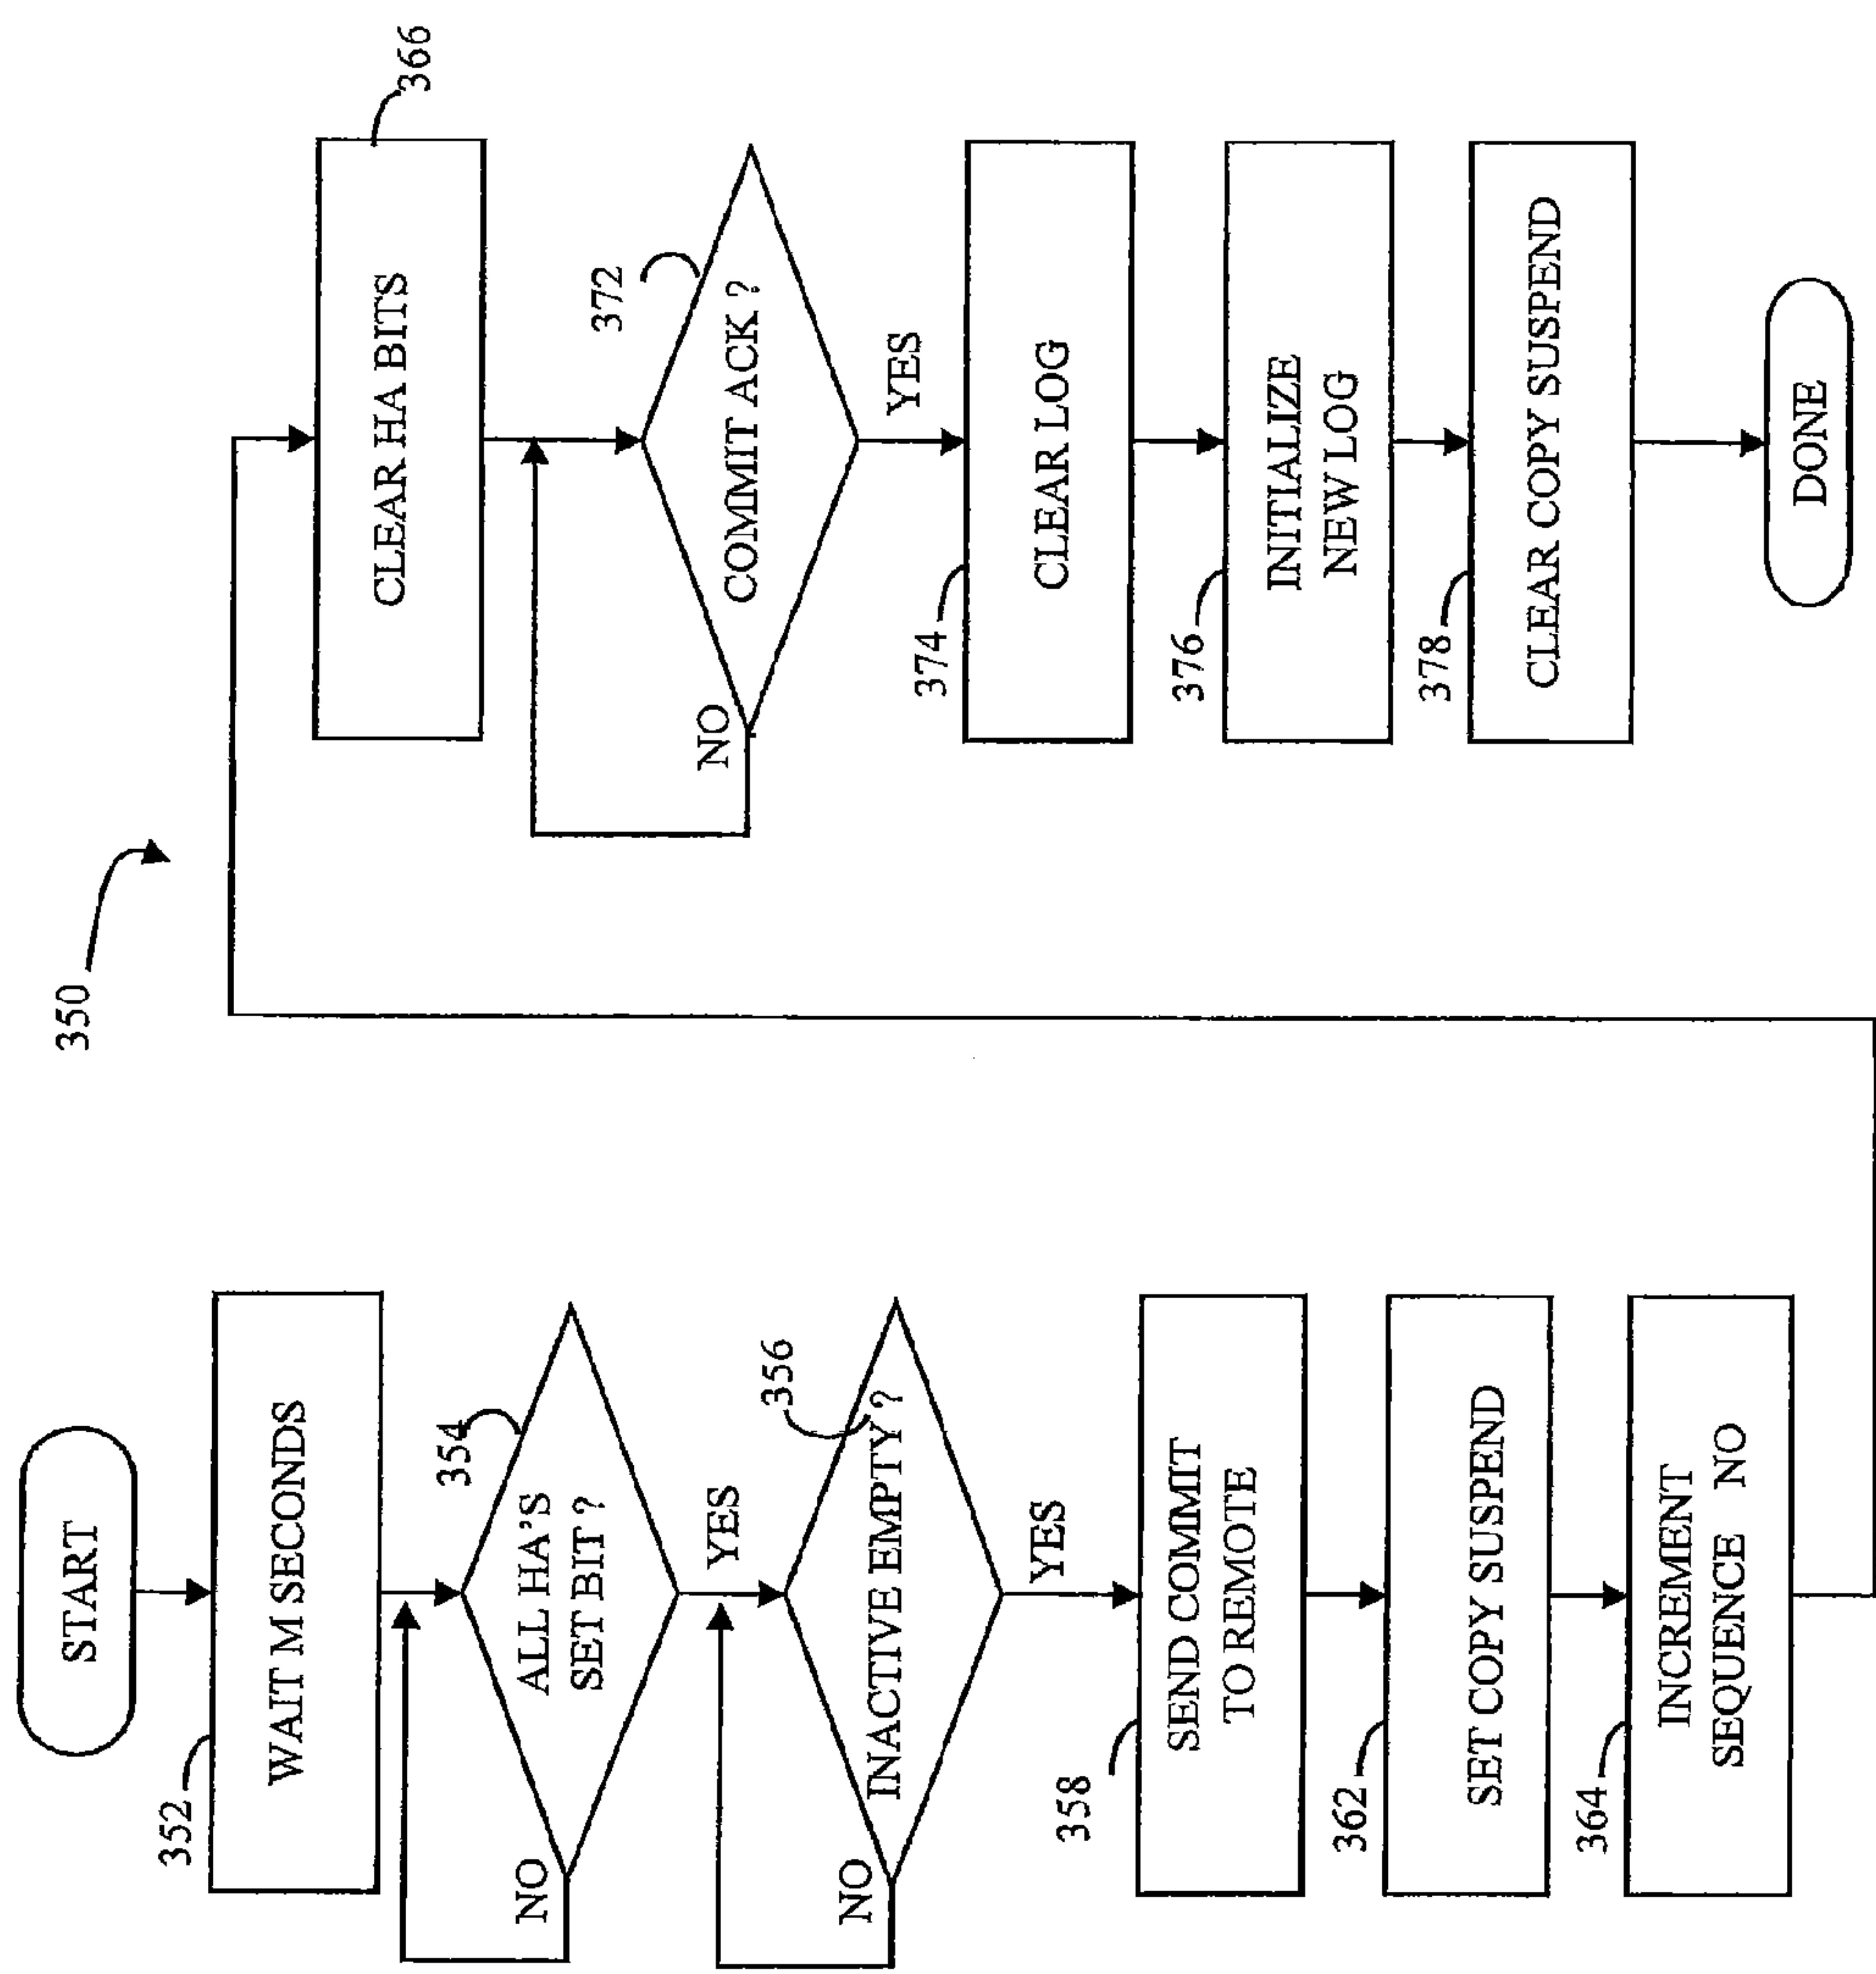 350
START
352
WAIT M SECONDS
354
ALL HA'S
SET BIT ?
NO
YES
356
INACTIVE EMPTY ?
NO
YES
358
SEND COMMIT
TO REMOTE
362
SET COPY SUSPEND
364
INCREMENT
SEQUENCE NO
366
CLEAR HA BITS
372
COMMIT ACK ?
NO
YES
374
CLEAR LOG
376
INITIALIZE
NEW LOG
378
CLEAR COPY SUSPEND
DONE